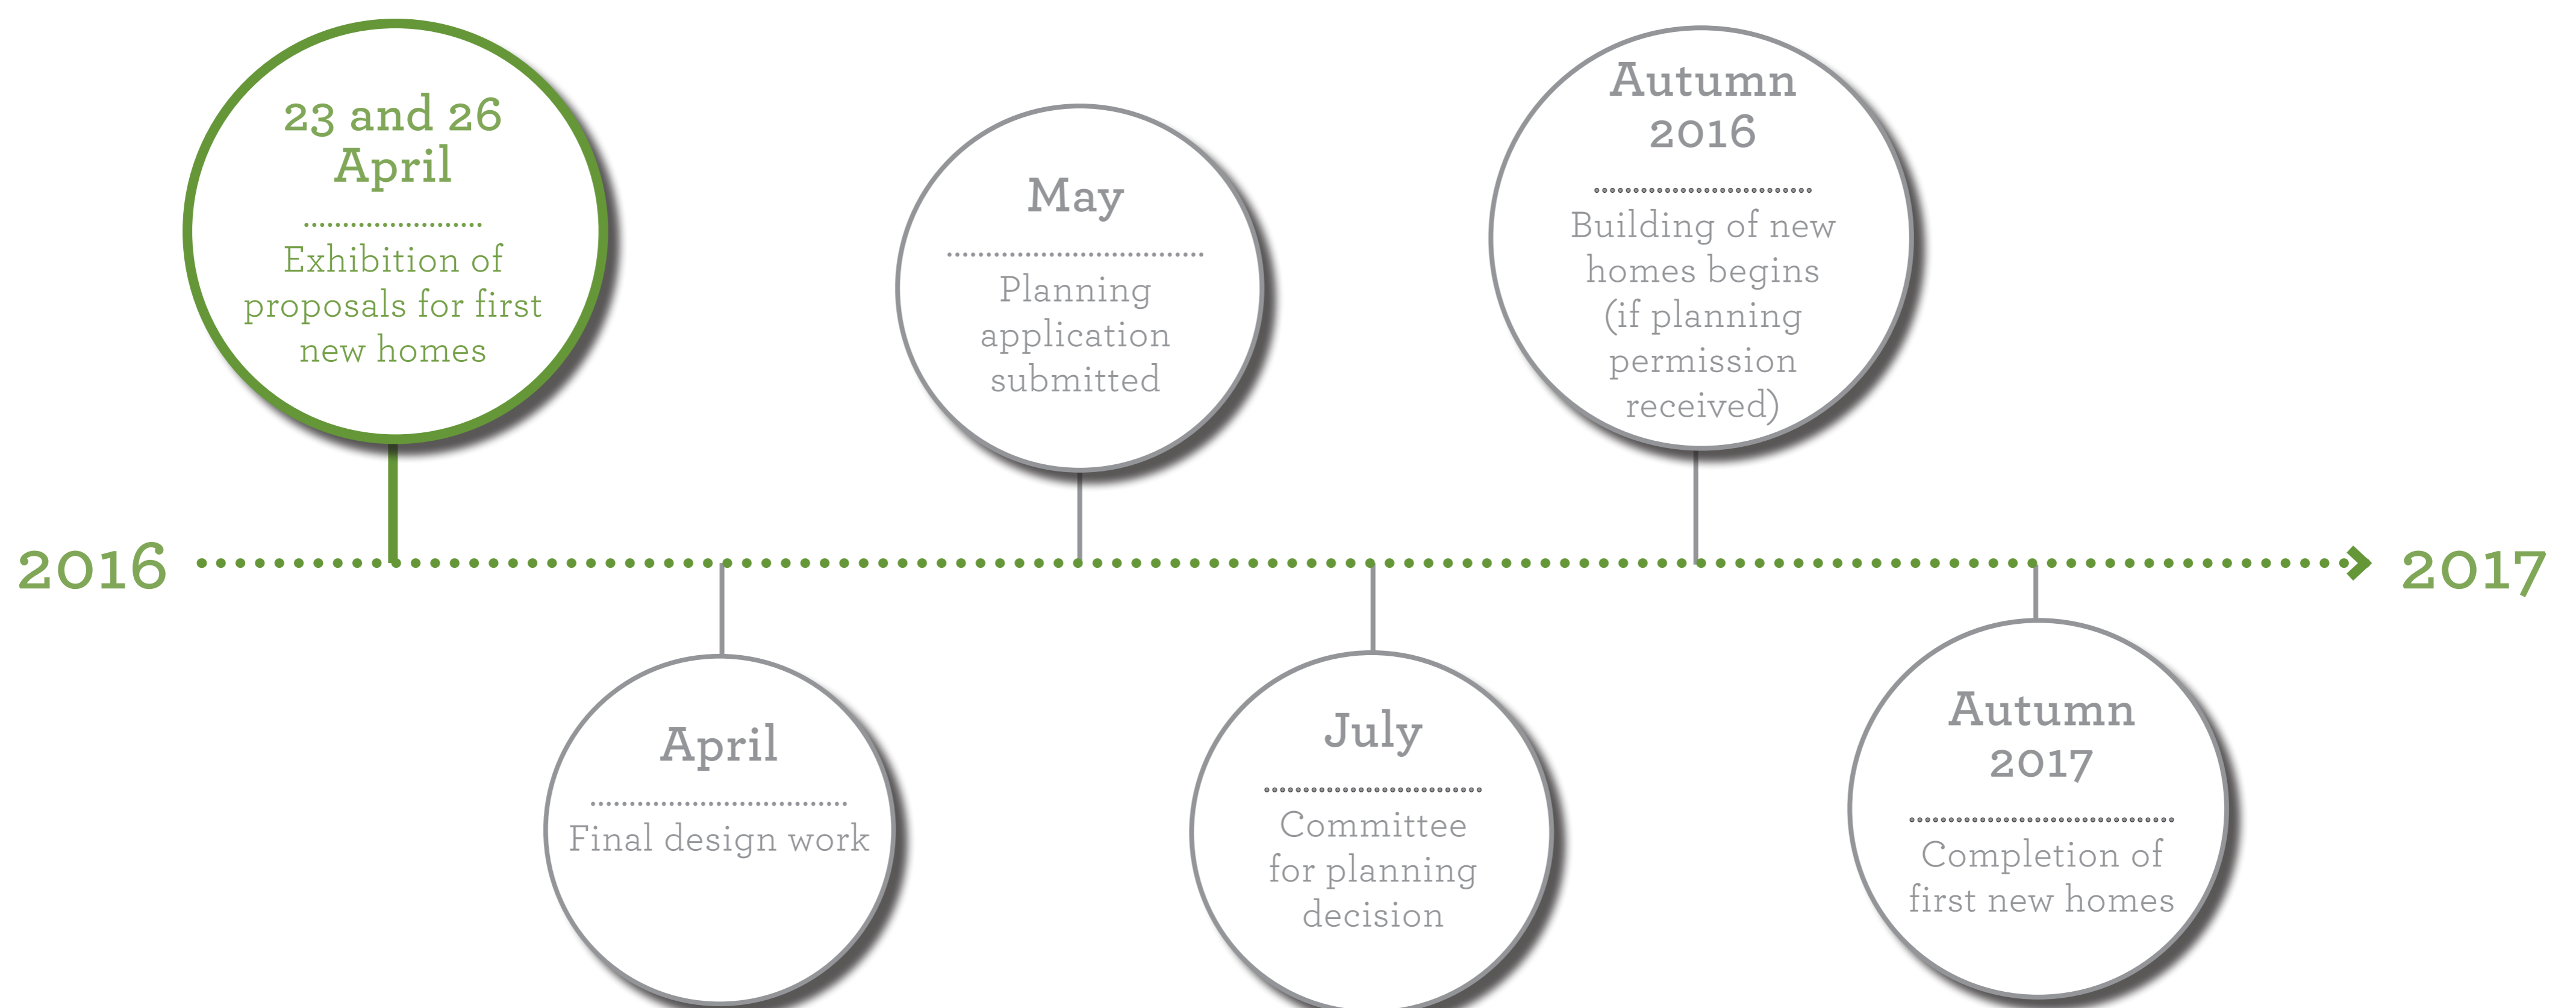 2016
23 and 26
April
Exhibition of
proposals for first
new homes
April
Final design work
May
Planning
application
submitted
July
Committee
for planning
decision
Autumn
2016
Building of new
homes begins
(if planning
permission
received)
Autumn
2017
Completion of
first new homes
2017